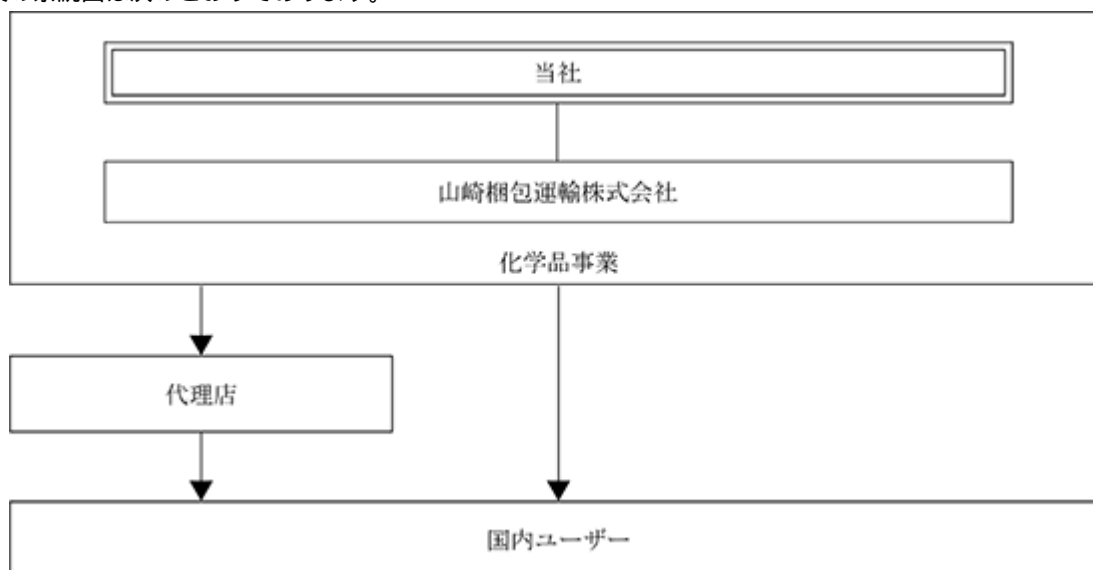 当社
山崎梱包運輸株式会社
化学品事業
代理店
国内ユーザー